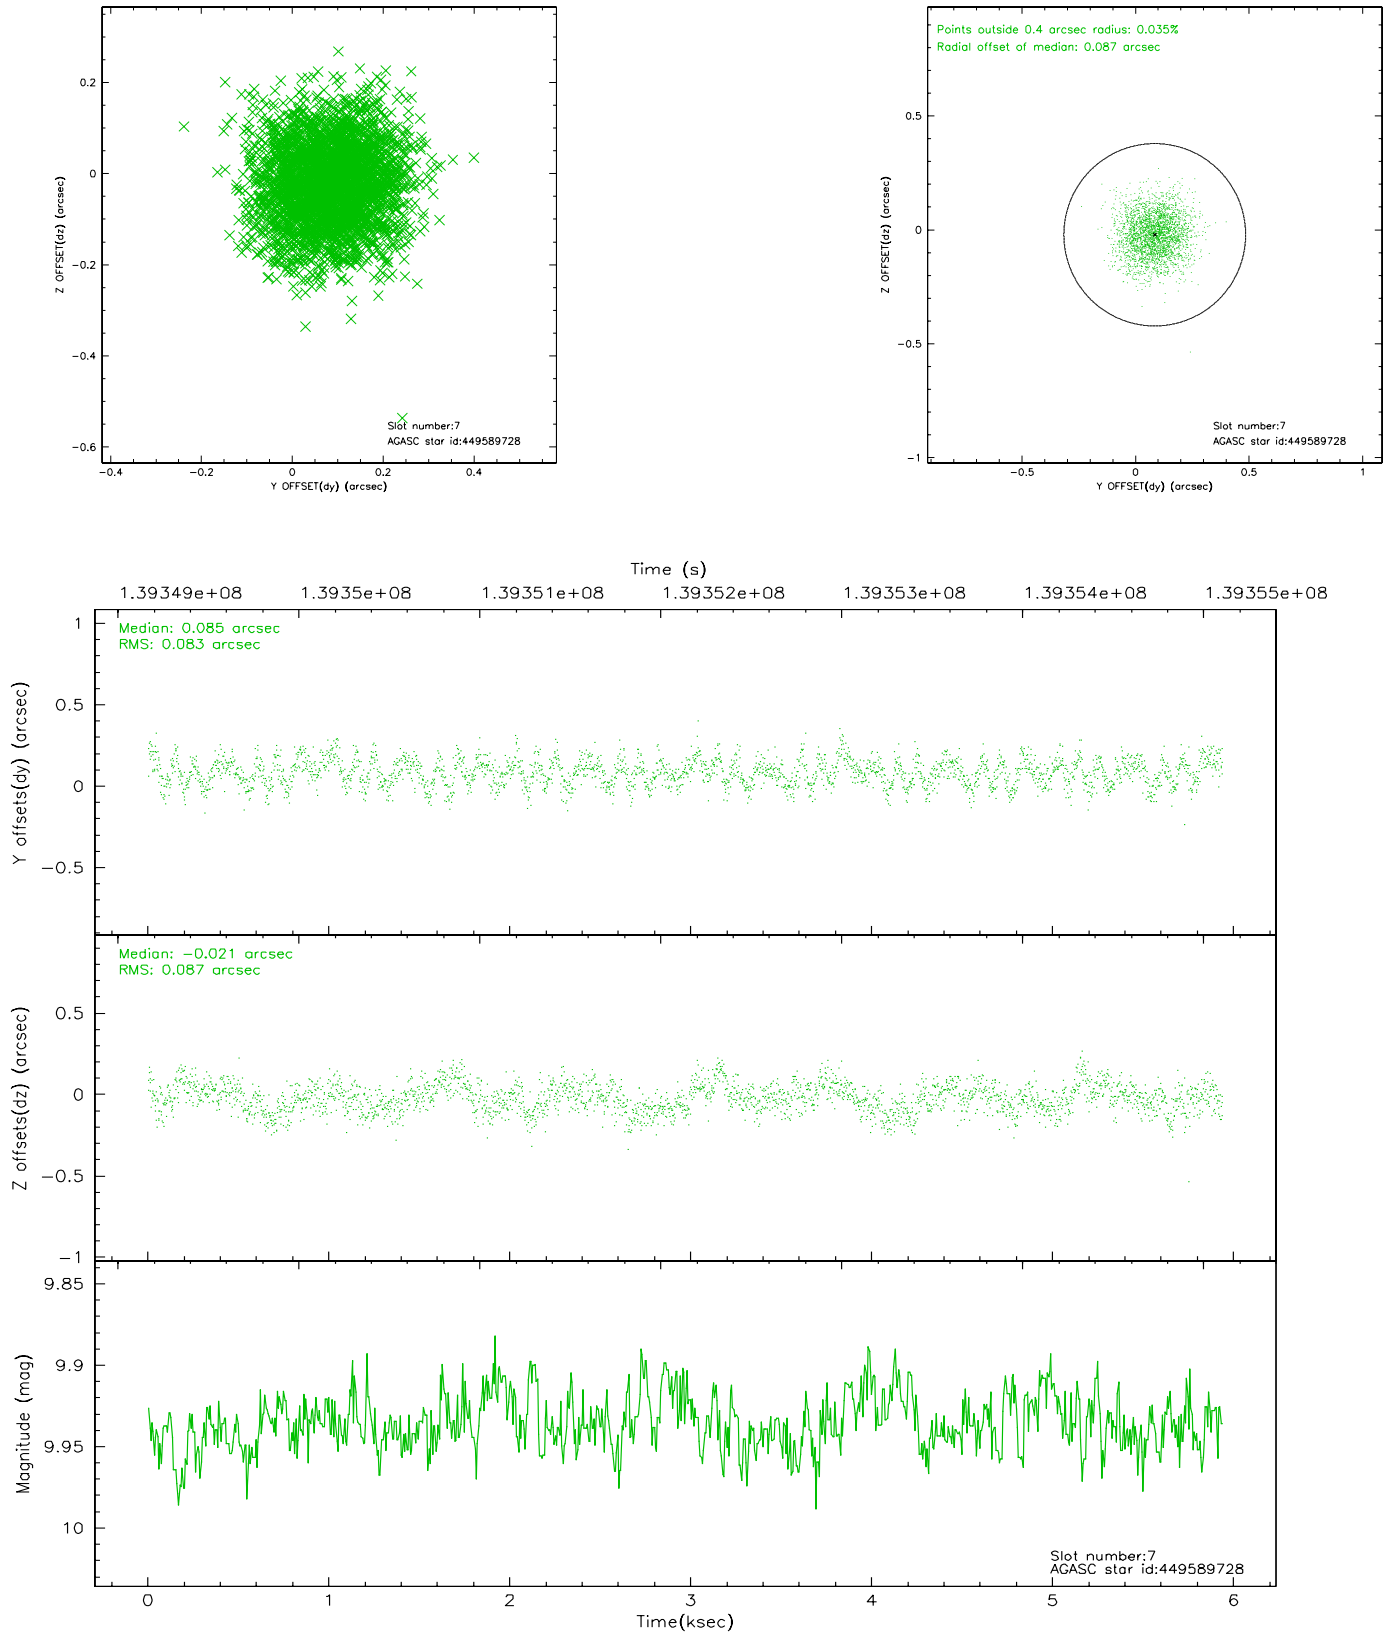 0.2
0
−0.2
−0.4
−0.6
Z OFFSET(dz) (arcsec)
Slot number:7
AGASC star id:449589728
−0.4 −0.2 0 0.2 0.4
Y OFFSET(dy) (arcsec)
Points outside 0.4 arcsec radius: 0.035%
Radial offset of median: 0.087 arcsec
0.5
0
−0.5
−1
Z OFFSET(dz) (arcsec)
Slot number:7
AGASC star id:449589728
−0.5 0 0.5 1
Y OFFSET(dy) (arcsec)
Time (s)
1.39349e+08 1.3935e+08 1.39351e+08 1.39352e+08 1.39353e+08 1.39354e+08 1.39355e+08
Median: 0.085 arcsec
RMS: 0.083 arcsec
1
0.5
0
−0.5
Y offsets(dy) (arcsec)
Median: −0.021 arcsec
RMS: 0.087 arcsec
0.5
0
−0.5
−1
Z offsets(dz) (arcsec)
9.85
9.9
9.95
10
Magnitude (mag)
Slot number:7
AGASC star id:449589728
0 1 2 3 4 5 6
Time(ksec)